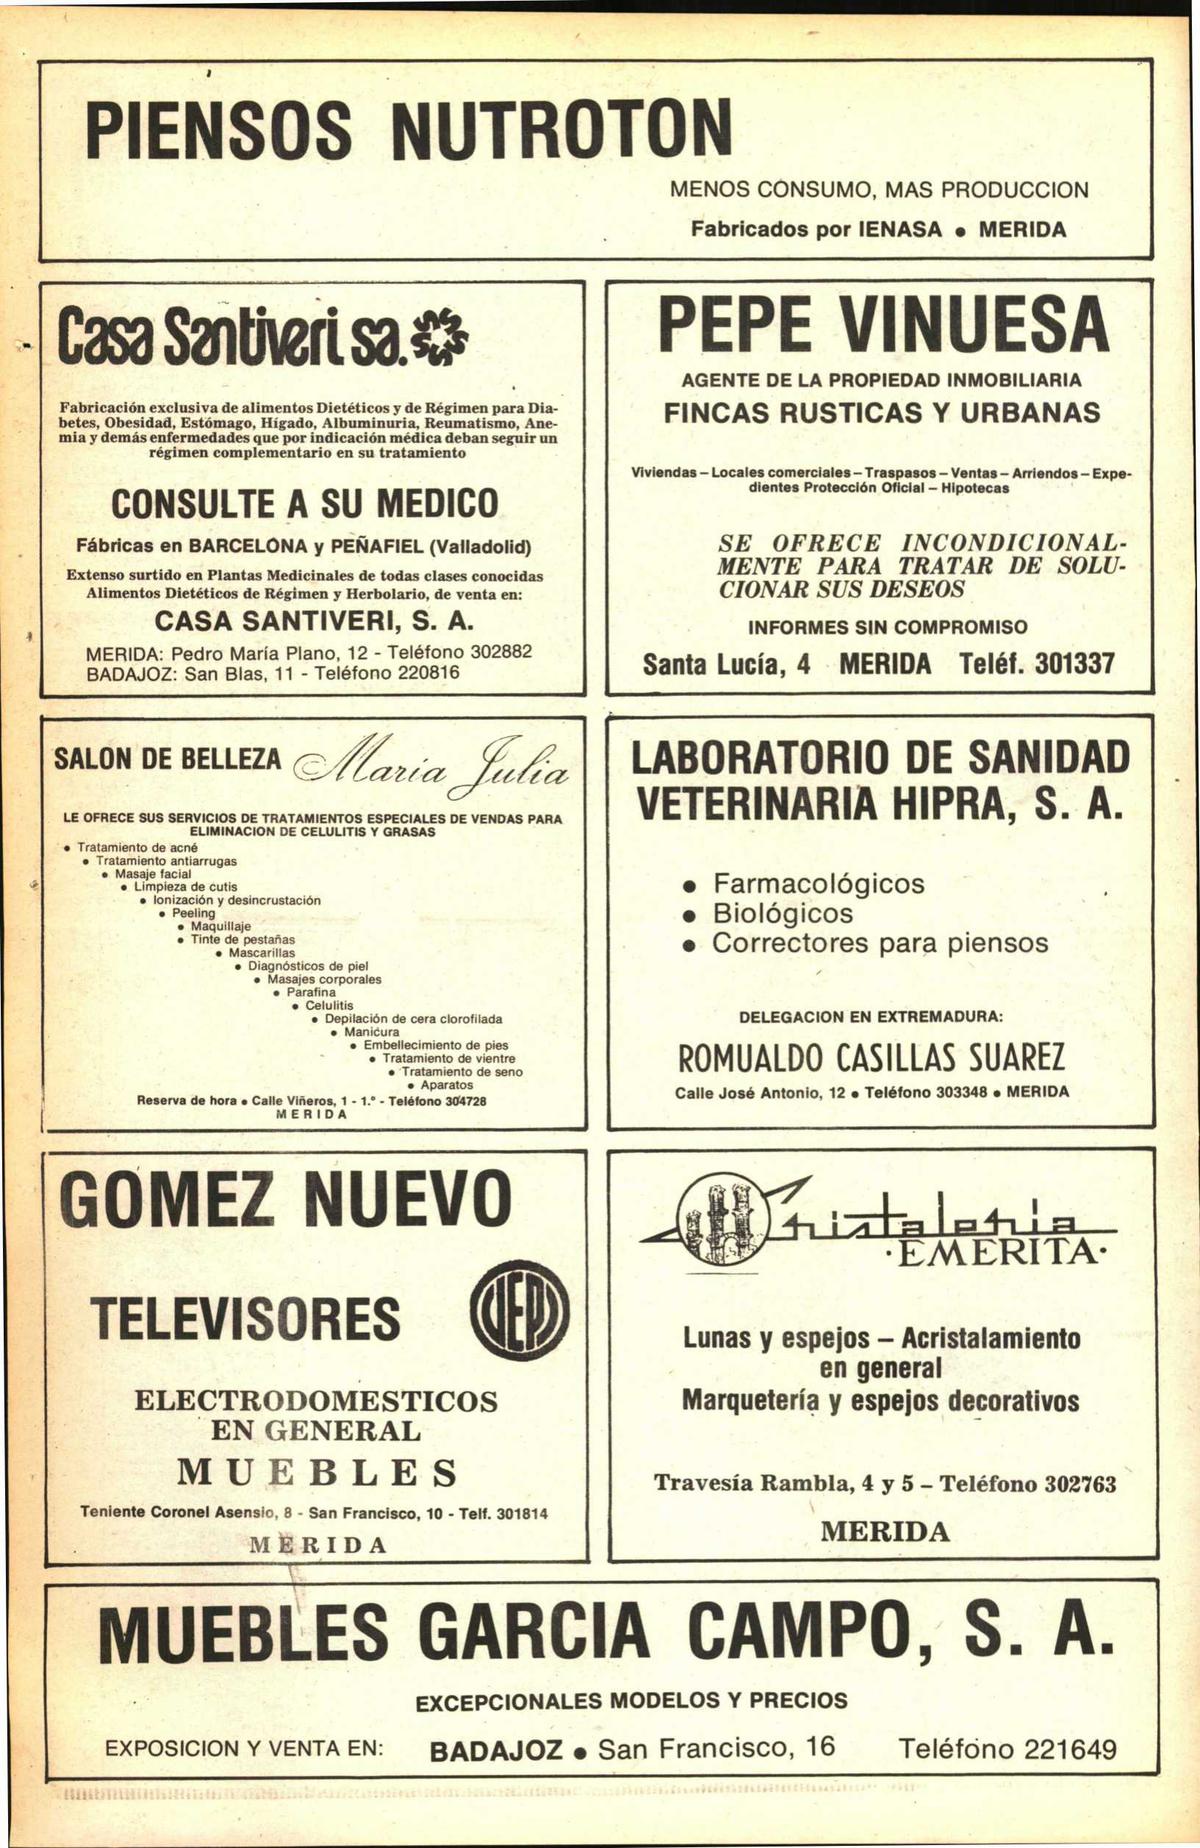 PIENSOS NUTROTON
MENOS CONSUMO, MAS PRODUCCION
Fabricados por IENASA • MERIDA
Casa Santiveri sa.
Fabricación exclusiva de alimentos Dietéticos y de Régimen para Dia-
betes, Obesidad, Estómago, Hígado, Albuminuria, Reumatismo, Ane-
mia y demás enfermedades que por indicación médica deban seguir un
régimen complementario en su tratamiento
CONSULTE A SU MEDICO
Fábricas en BARCELONA y PEÑAFIEL (Valladolid)
Extenso surtido en Plantas Medicinales de todas clases conocidas
Alimentos Dietéticos de Régimen y Herbolario, de venta en:
CASA SANTIVERI, S. A.
MERIDA: Pedro María Plano, 12 - Teléfono 302882
BADAJOZ: San Blas, 11 - Teléfono 220816
PEPE VINUESA
AGENTE DE LA PROPIEDAD INMOBILIARIA
FINCAS RUSTICAS Y URBANAS
Viviendas – Locales comerciales – Traspasos – Ventas – Arriendos – Expe-
dientes Protección Oficial – Hipotecas
SE OFRECE INCONDICIONAL-
MENTE PARA TRATAR DE SOLU-
CIONAR SUS DESEOS
INFORMES SIN COMPROMISO
Santa Lucía, 4 MERIDA Teléf. 301337
SALON DE BELLEZA María Julia
LE OFRECE SUS SERVICIOS DE TRATAMIENTOS ESPECIALES DE VENDAS PARA
ELIMINACION DE CELULITIS Y GRASAS
• Tratamiento de acné
• Tratamiento antiarrugas
• Masaje facial
• Limpieza de cutis
• Ionización y desincrustación
• Peeling
• Maquillaje
• Tinte de pestañas
• Mascarillas
• Diagnósticos de piel
• Masajes corporales
• Parafina
• Celulitis
• Depilación de cera clorofilada
• Manicura
• Embellecimiento de pies
• Tratamiento de vientre
• Tratamiento de seno
• Aparatos
Reserva de hora • Calle Viñeros, 1 - 1.º - Teléfono 304728
MERIDA
LABORATORIO DE SANIDAD
VETERINARIA HIPRA, S. A.
• Farmacológicos
• Biológicos
• Correctores para piensos
DELEGACION EN EXTREMADURA:
ROMUALDO CASILLAS SUAREZ
Calle José Antonio, 12 • Teléfono 303348 • MERIDA
GOMEZ NUEVO
TELEVISORES
ELECTRODOMESTICOS
EN GENERAL
MUEBLES
Teniente Coronel Asensio, 8 - San Francisco, 10 - Telf. 301814
MERIDA
Cristaleria
·EMERITA·
Lunas y espejos – Acristalamiento
en general
Marquetería y espejos decorativos
Travesía Rambla, 4 y 5 – Teléfono 302763
MERIDA
MUEBLES GARCIA CAMPO, S. A.
EXCEPCIONALES MODELOS Y PRECIOS
EXPOSICION Y VENTA EN: BADAJOZ • San Francisco, 16 Teléfono 221649